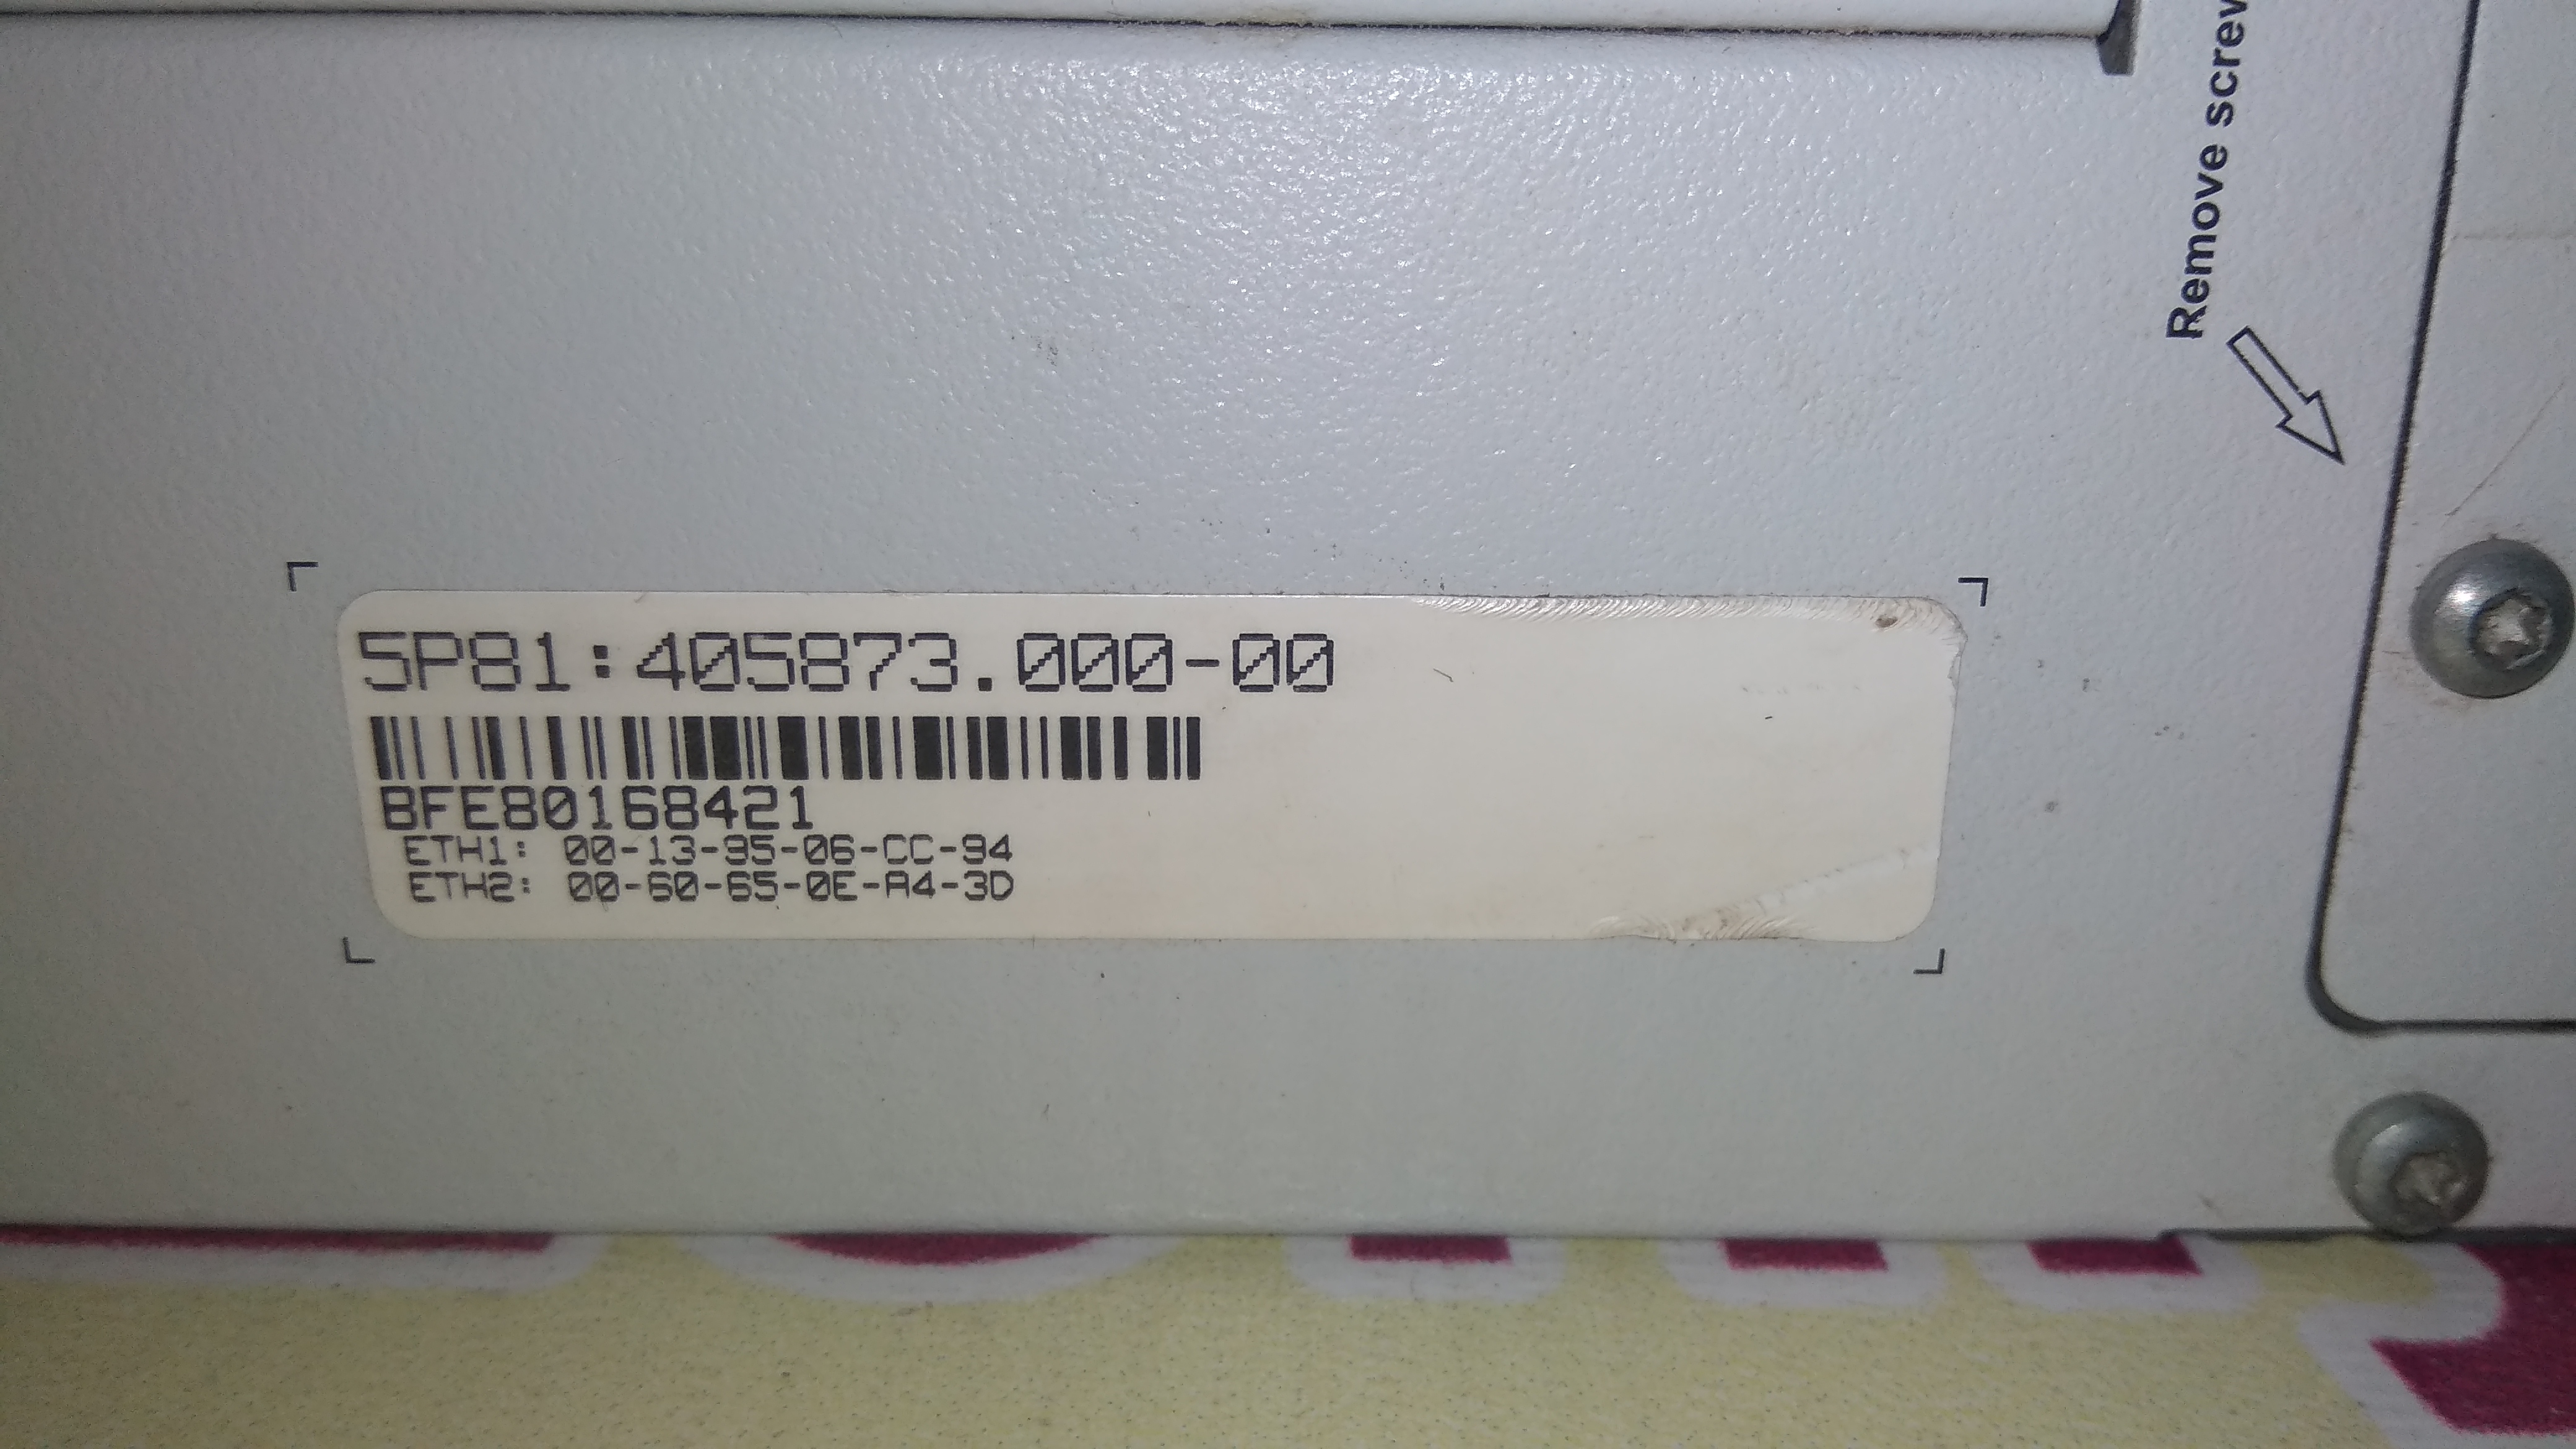 Remove screw
5P81:405873.000-00
BFE80168421
ETH1: 00-13-95-06-CC-94
ETH2: 00-60-65-0E-A4-3D